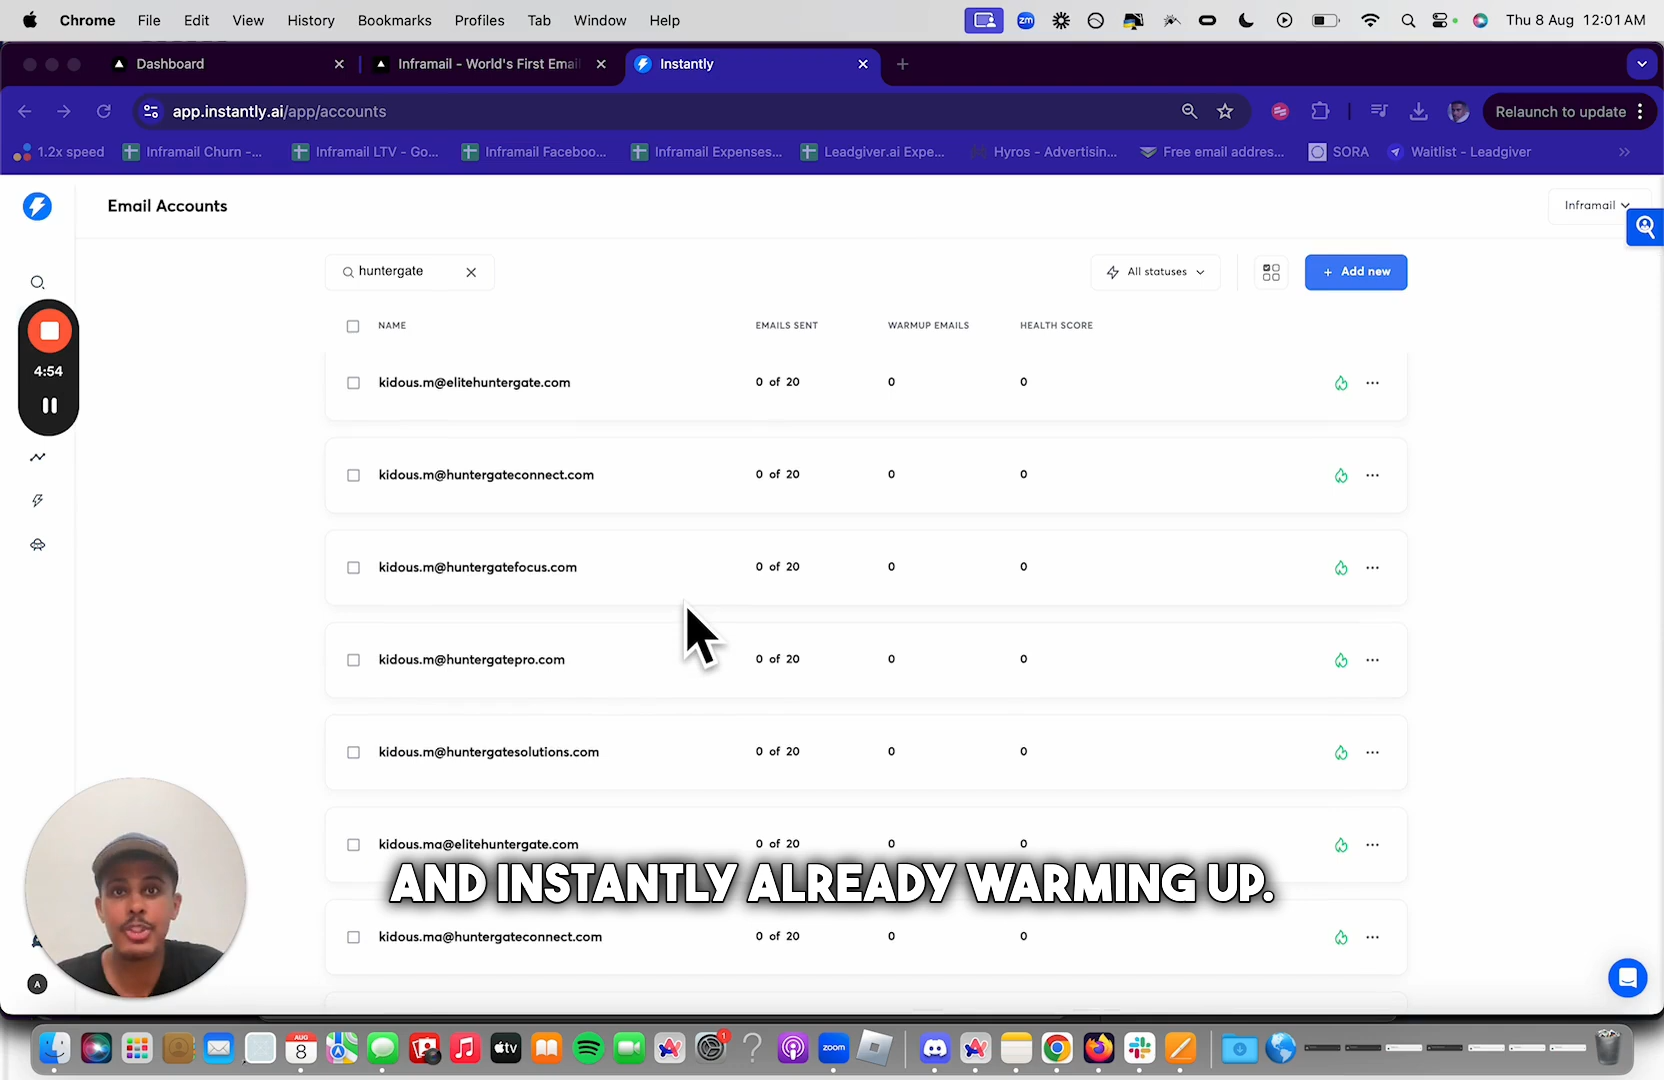 Chrome File Edit View History Bookmarks Profiles Tab Window Help zm Thu 8 Aug 12:01 AM
Dashboard Inframail - World's First Emai Instantly
app.instantly.ai/app/accounts Relaunch to update
1.2x speed Inframail Churn -... Inframail LTV - Go... Inframail Faceboo... Inframail Expenses... Leadgiver.ai Expe... Hyros - Advertisin... Free email addres... SORA Waitlist - Leadgiver
Email Accounts Inframail
huntergate All statuses + Add new
NAME EMAILS SENT WARMUP EMAILS HEALTH SCORE
4:54
kidous.m@elitehuntergate.com 0 of 20 0 0
kidous.m@huntergateconnect.com 0 of 20 0 0
kidous.m@huntergatefocus.com 0 of 20 0 0
kidous.m@huntergatepro.com 0 of 20 0 0
kidous.m@huntergatesolutions.com 0 of 20 0 0
kidous.ma@elitehuntergate.com 0 of 20 0 0
AND INSTANTLY ALREADY WARMING UP.
kidous.ma@huntergateconnect.com 0 of 20 0 0
A
AUG
8
tv
zoom
1